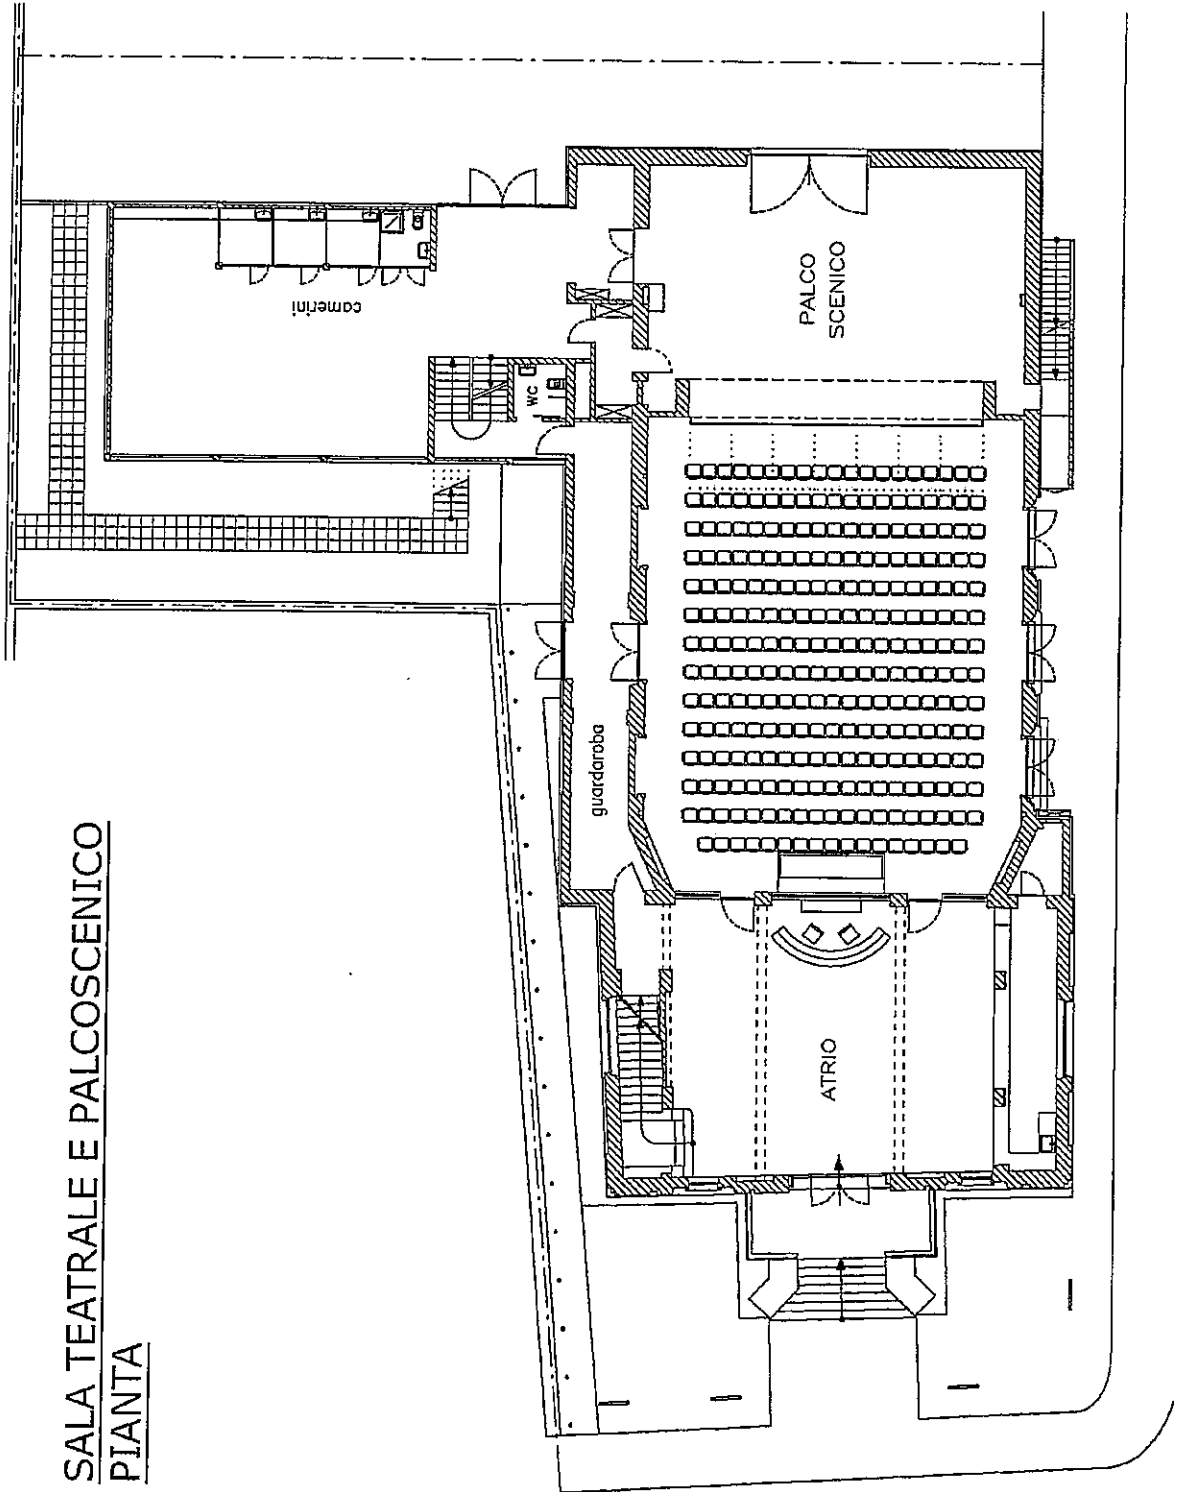 SALA TEATRALE E PALCOSCENICO
PIANTA
camerini
WC
PALCO
SCENICO
guardaroba
ATRIO